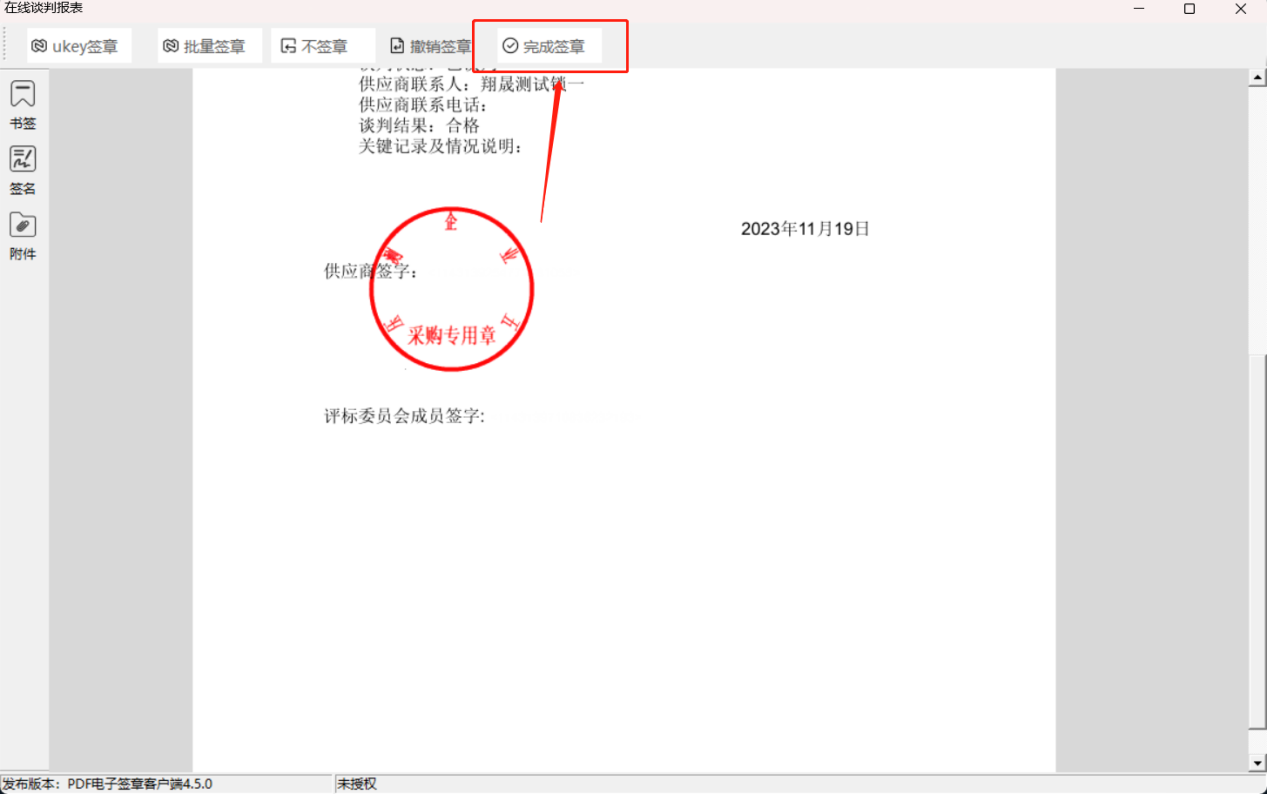 在线谈判报表
ukey签章 批量签章 不签章 撤销签章 完成签章
供应商联系人：翔晟测试锁一
供应商联系电话：
谈判结果：合格
关键记录及情况说明：
2023年11月19日
供应商签字：
企业
采购专用章
评标委员会成员签字:
书签
签名
附件
发布版本：PDF电子签章客户端4.5.0
未授权